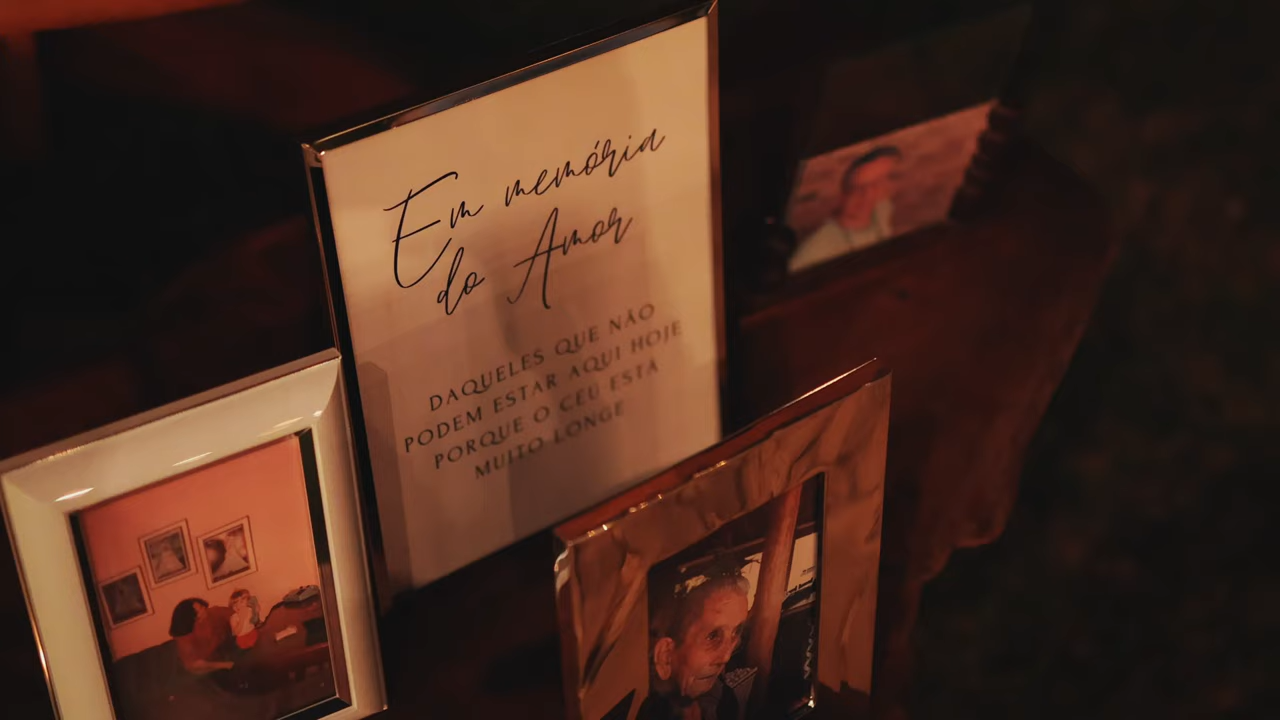 Em memória
do Amor
DAQUELES QUE NÃO
PODEM ESTAR AQUI HOJE
PORQUE O CÉU ESTÁ
MUITO LONGE